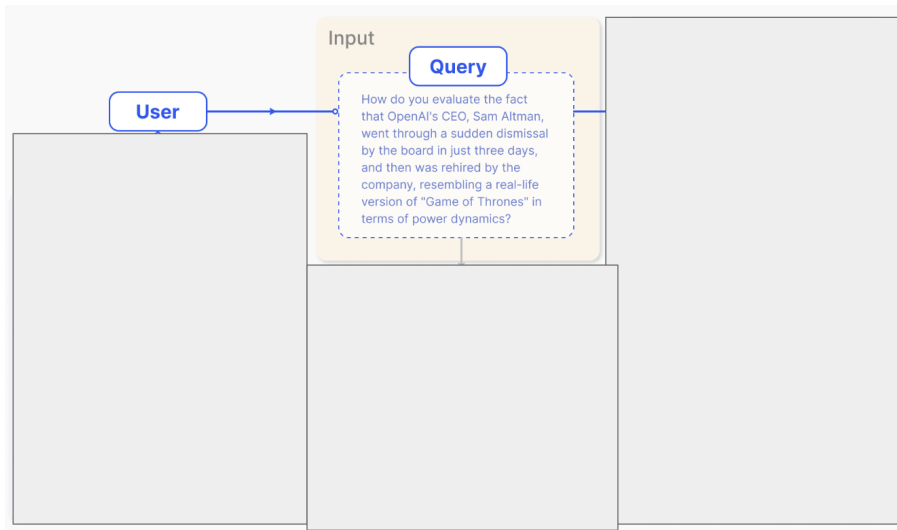 Input
Query
User
How do you evaluate the fact
that OpenAI's CEO, Sam Altman,
went through a sudden dismissal
by the board in just three days,
and then was rehired by the
company, resembling a real-life
version of "Game of Thrones" in
terms of power dynamics?